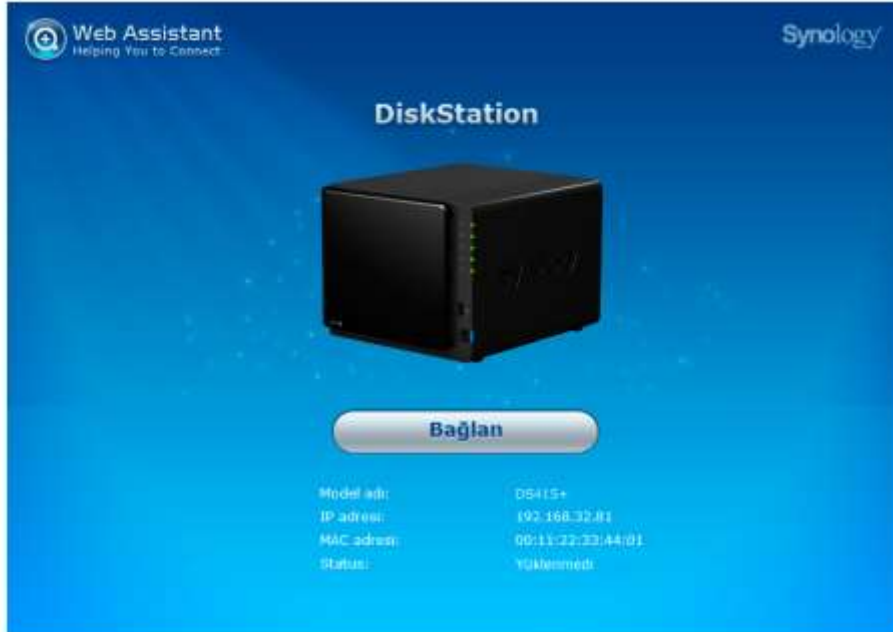 Web Assistant
Helping You to Connect
Synology
DiskStation
Bağlan
Model adı: DS415+
IP adresi: 192.168.32.81
MAC adresi: 00:11:22:33:44:01
Status: Yüklenmedi